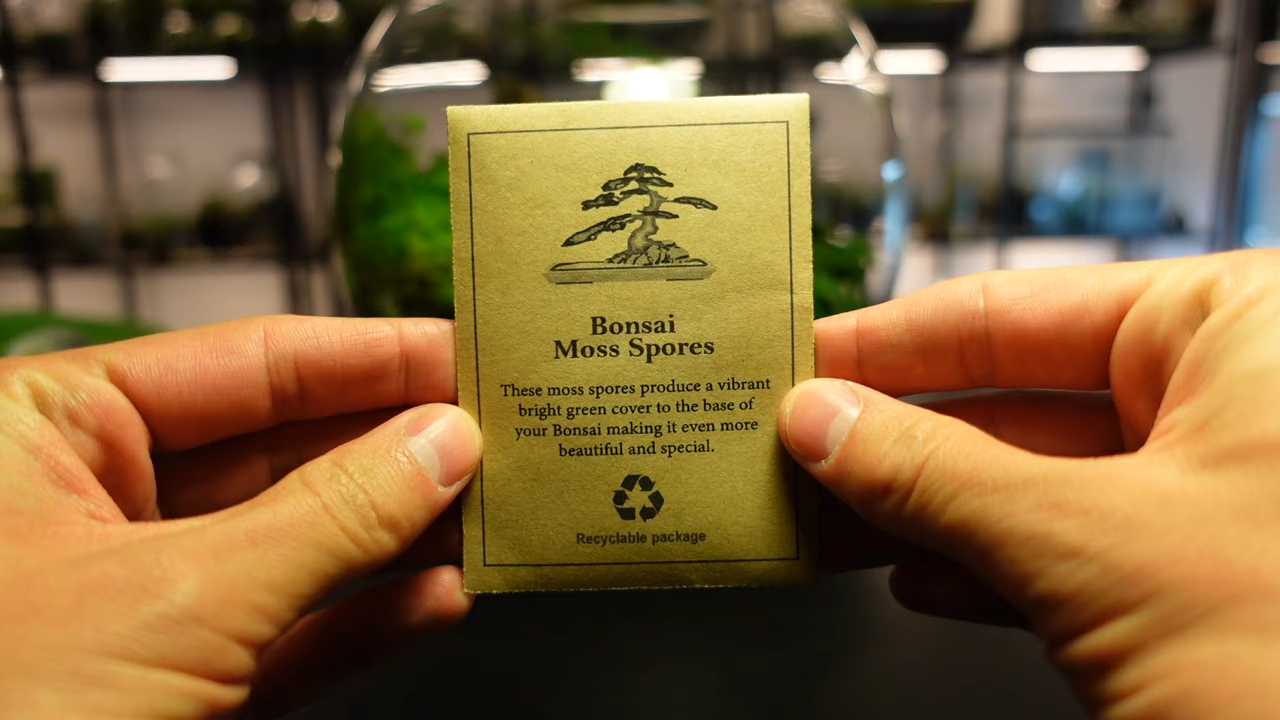 Bonsai
Moss Spores
These moss spores produce a vibrant
bright green cover to the base of
your Bonsai making it even more
beautiful and special.
Recyclable package